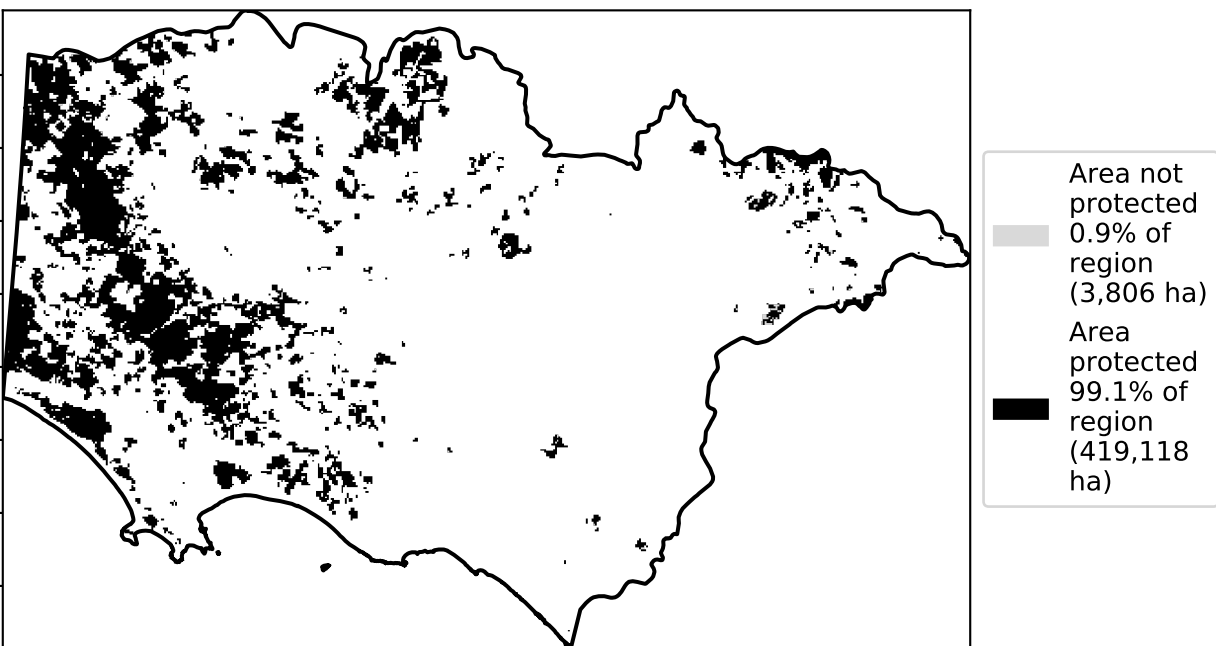 Area not
protected
0.9% of
region
(3,806 ha)
Area
protected
99.1% of
region
(419,118
ha)